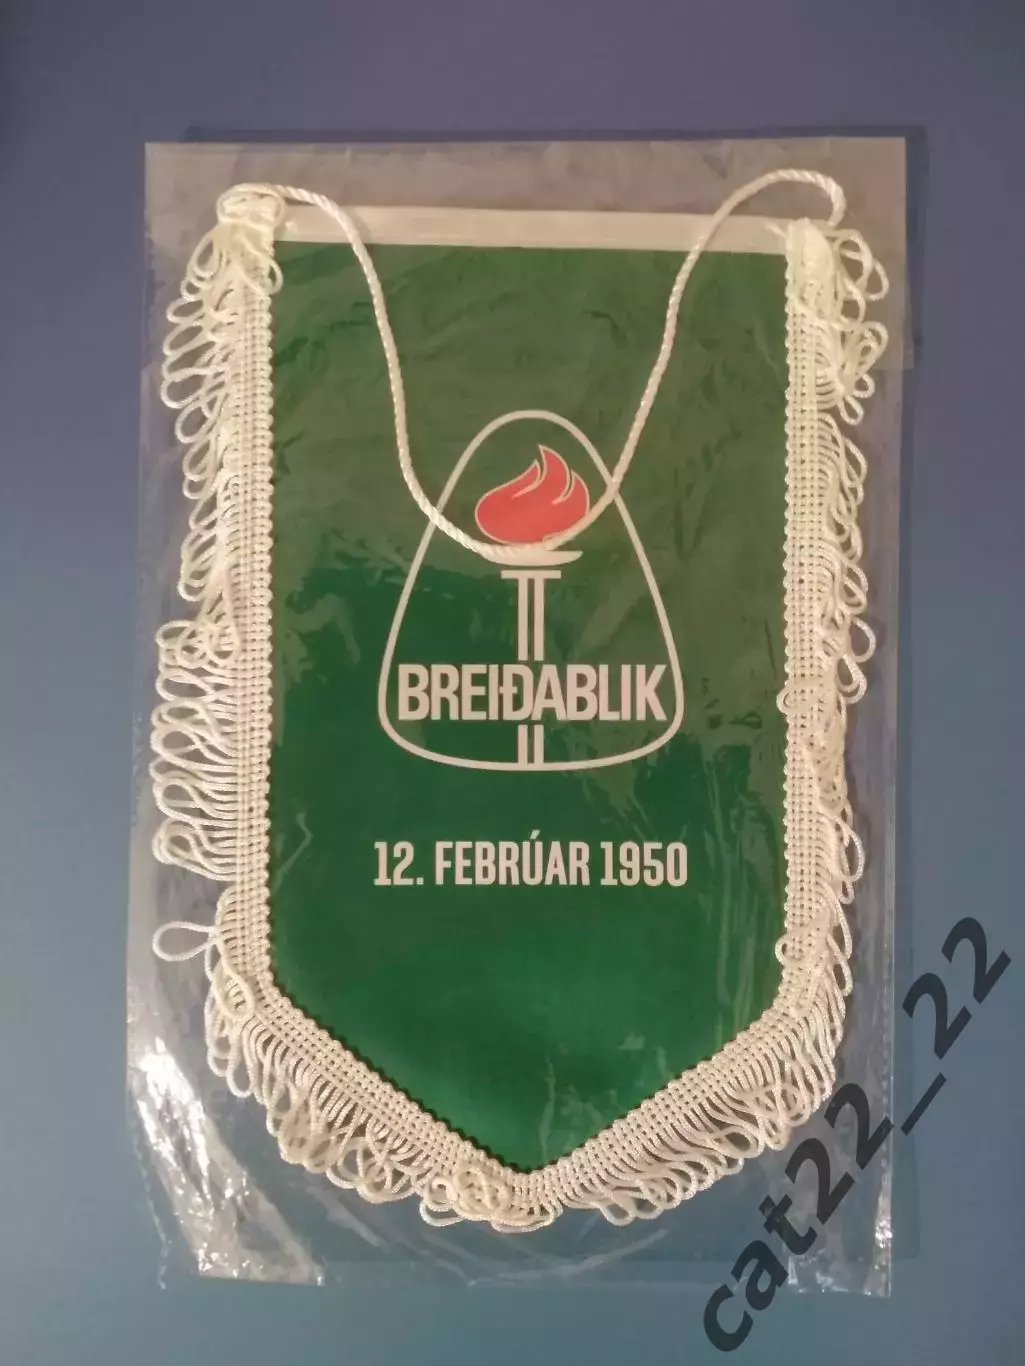 BREIÐABLIK
12. FEBRÚAR 1950
cat22_22